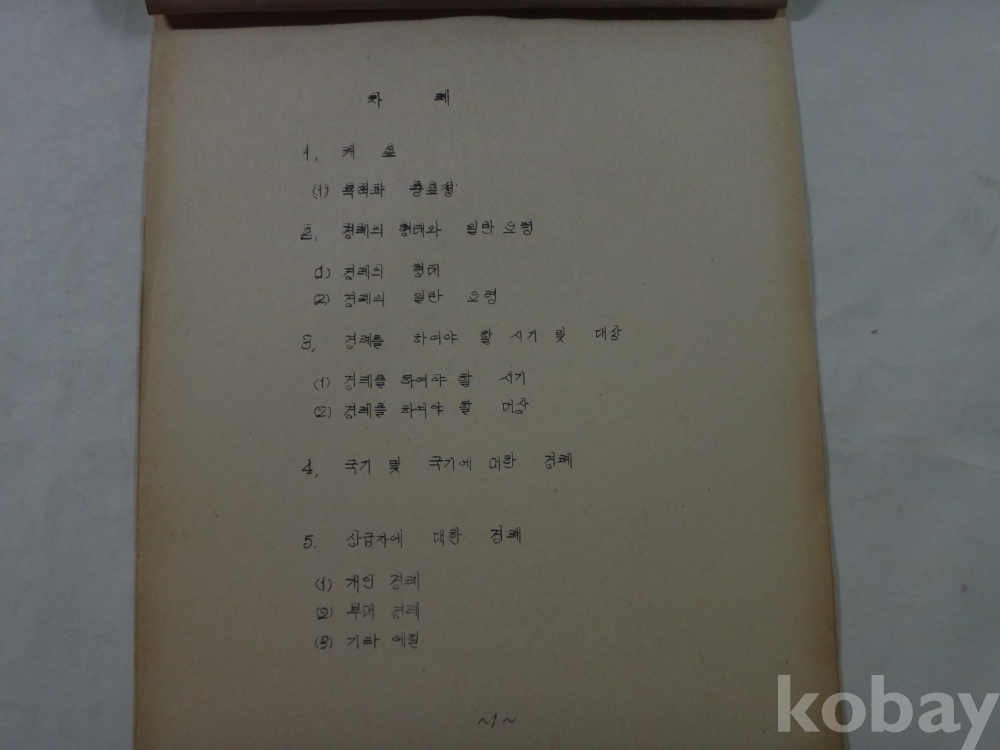 차 례
1. 개 요
(1) 목적과 중요성
2. 경례의 형태와 일반 요령
(1) 경례의 형태
(2) 경례의 일반 요령
3. 경례를 하여야 할 시기 및 대상
(1) 경례를 하여야 할 시기
(2) 경례를 하여야 할 대상
4. 국기 및 국가에 대한 경례
5. 상급자에 대한 경례
(1) 개인 경례
(2) 부대 경례
(3) 기타 예절
~1~
kobay